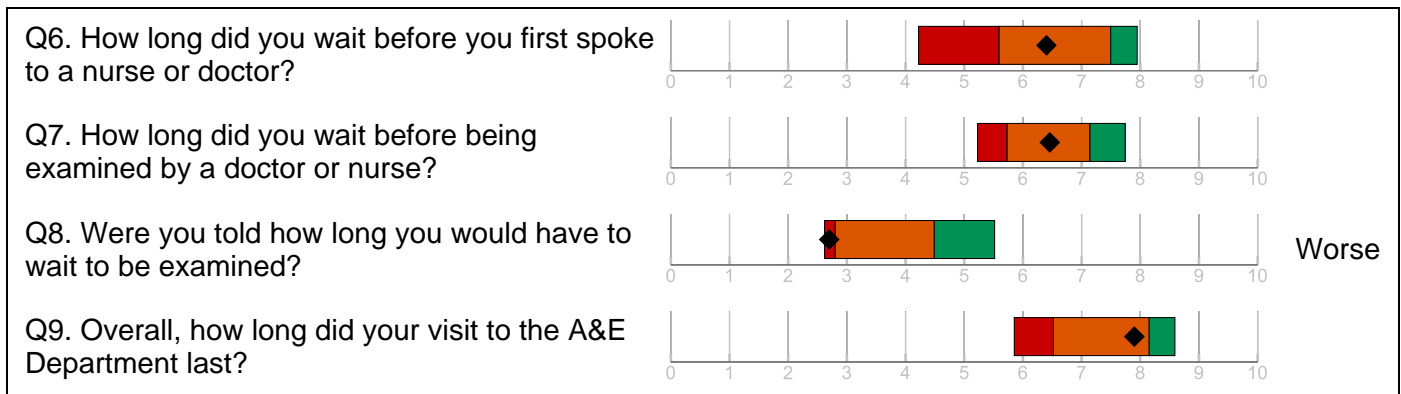 Q6. How long did you wait before you first spoke
to a nurse or doctor?
0 1 2 3 4 5 6 7 8 9 10
Q7. How long did you wait before being
examined by a doctor or nurse?
0 1 2 3 4 5 6 7 8 9 10
Q8. Were you told how long you would have to
wait to be examined?
Worse
0 1 2 3 4 5 6 7 8 9 10
Q9. Overall, how long did your visit to the A&E
Department last?
0 1 2 3 4 5 6 7 8 9 10